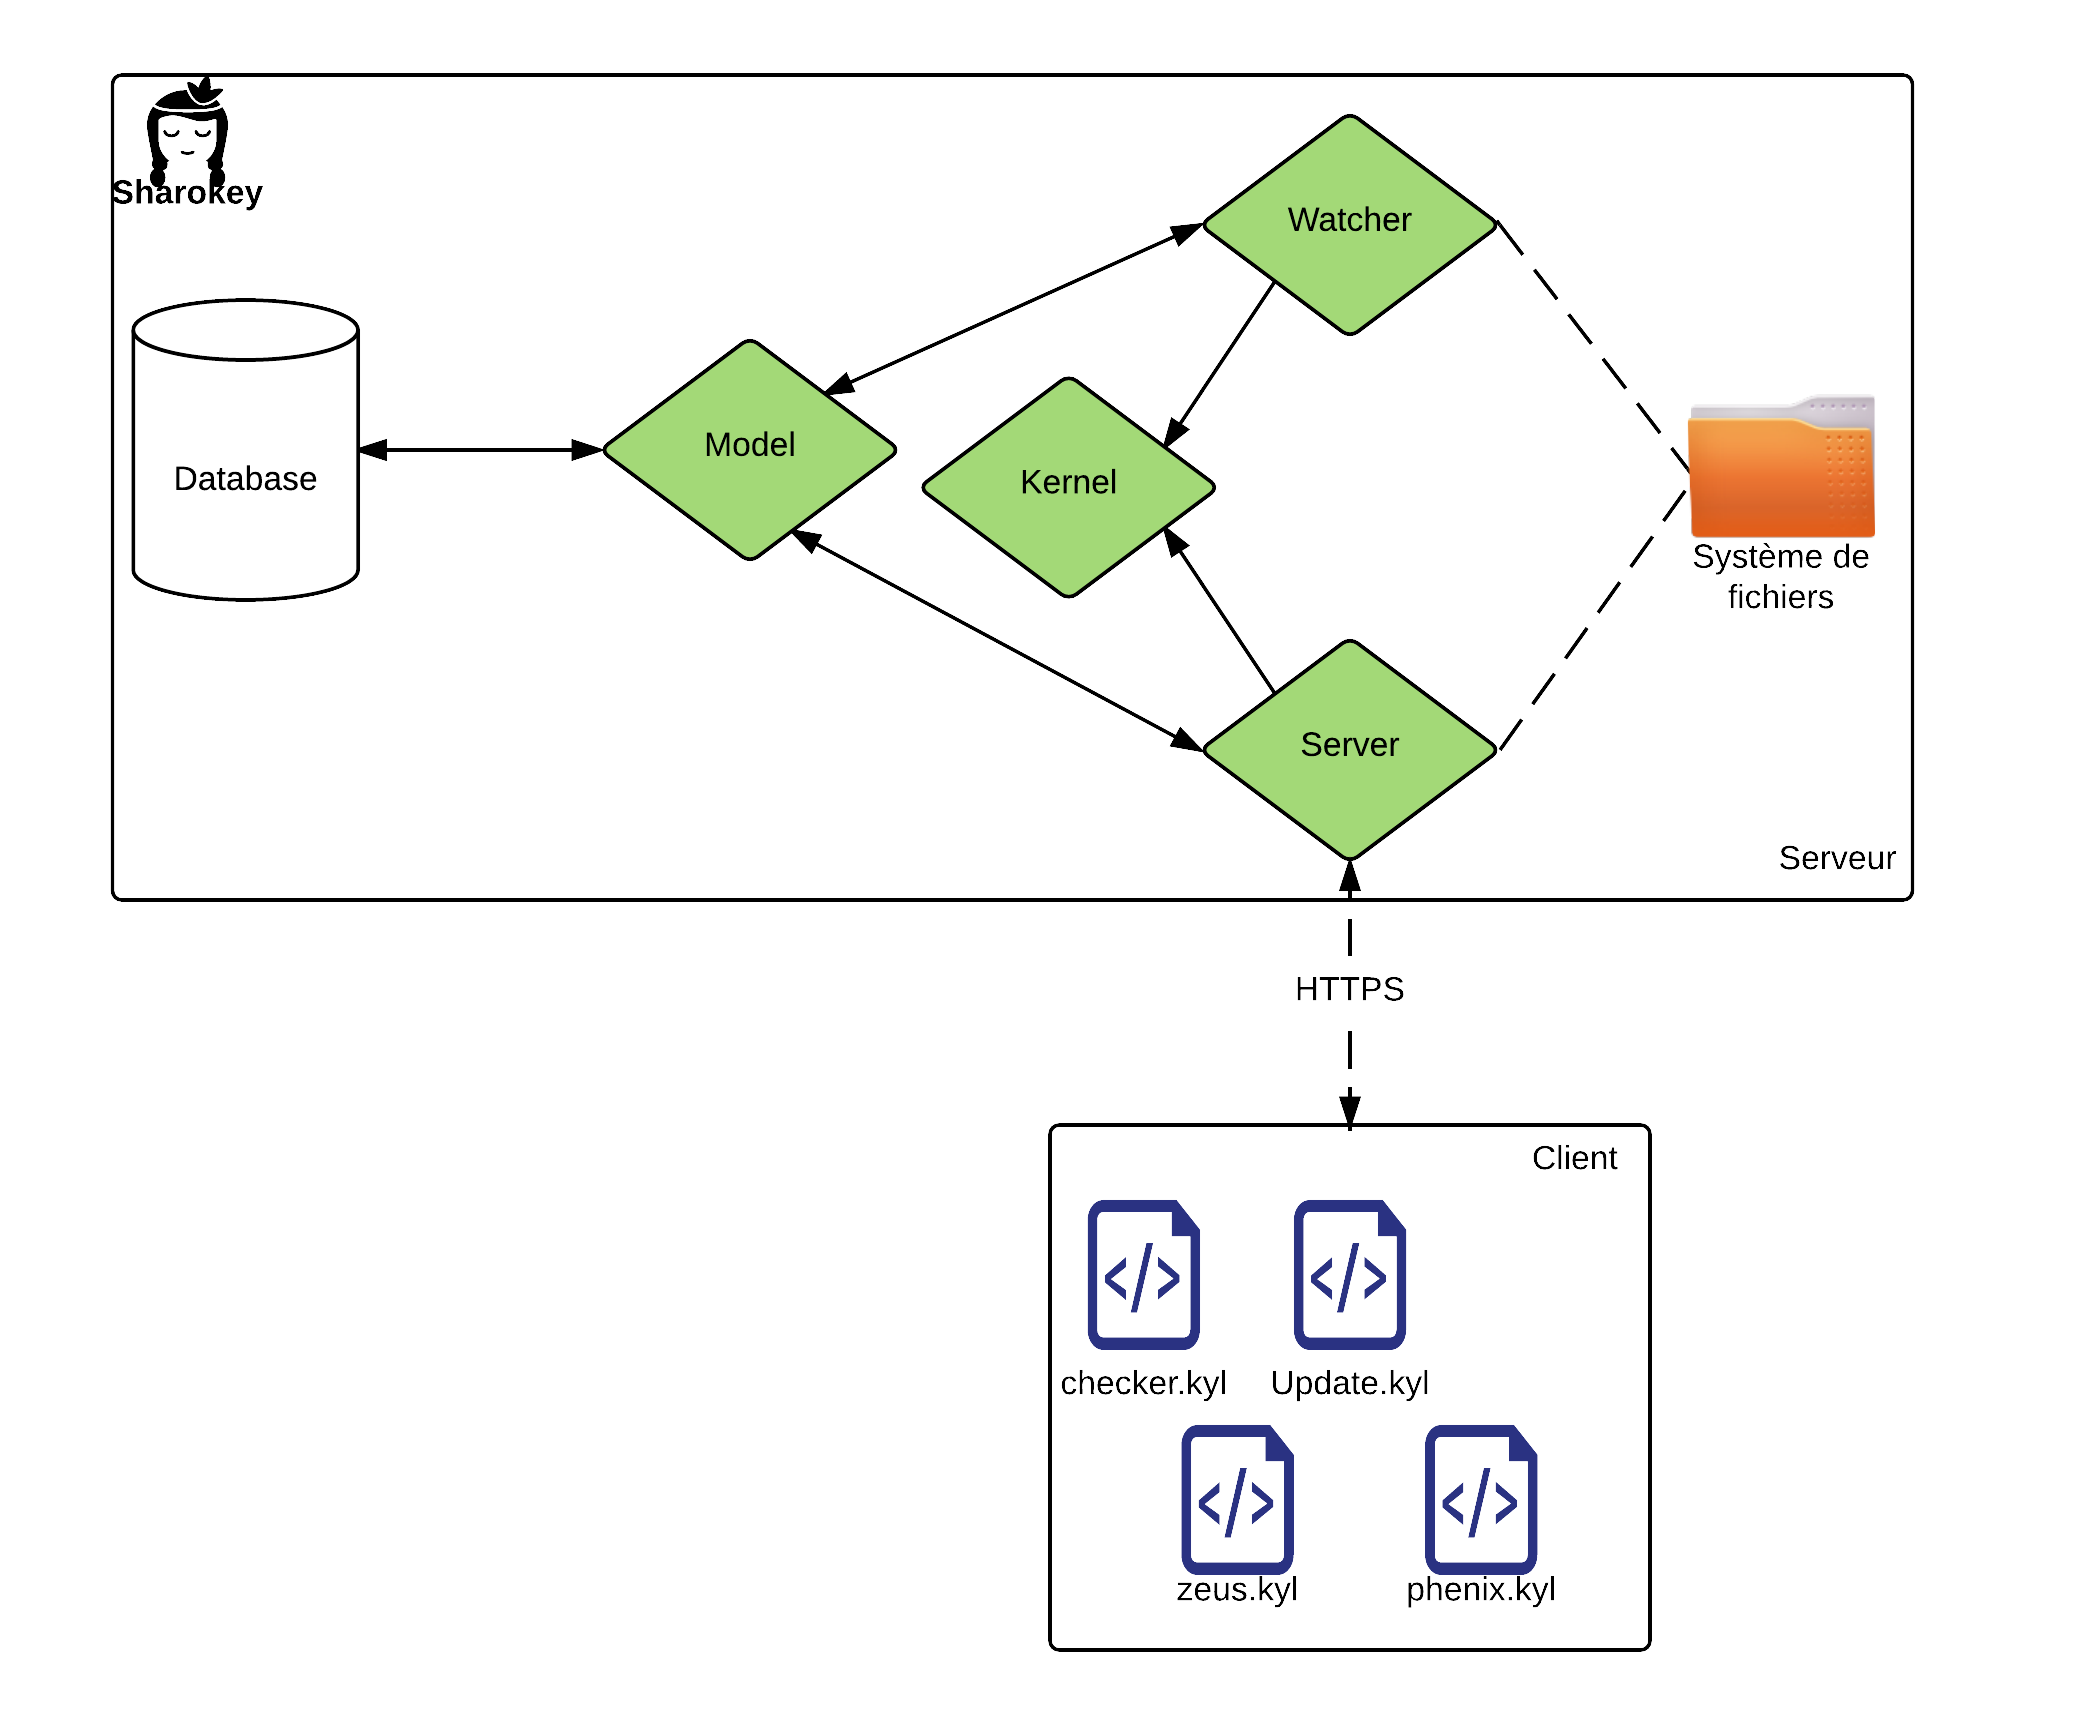 Sharokey
Watcher
Model
Database
Kernel
Système de
fichiers
Server
Serveur
HTTPS
Client
checker.kyl
Update.kyl
zeus.kyl
phenix.kyl